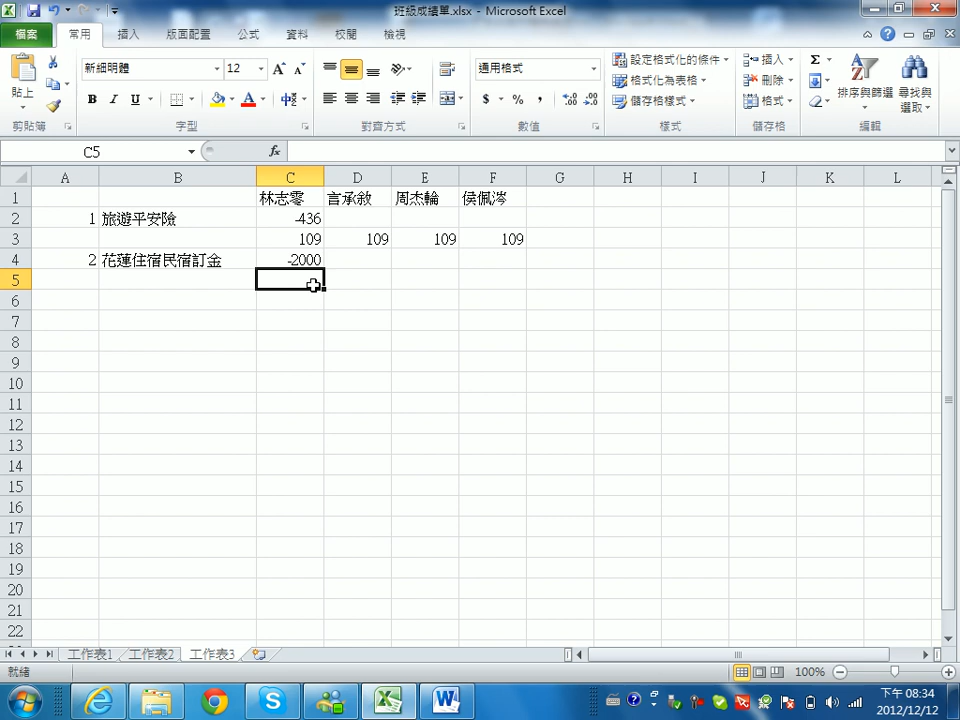 班級成績單.xlsx - Microsoft Excel
檔案 常用 插入 版面配置 公式 資料 校閱 檢視
貼上
新細明體 12
通用格式
設定格式化的條件
格式化為表格
儲存格樣式
插入
刪除
格式
排序與篩選
尋找與
選取
剪貼簿 字型 對齊方式 數值 樣式 儲存格 編輯
C5 fx
A B C D E F G H I J K L
1 林志零 言承敘 周杰輪 侯佩涔
2 1 旅遊平安險 -436
3 109 109 109 109
4 2 花蓮住宿民宿訂金 -2000
5
6
7
8
9
10
11
12
13
14
15
16
17
18
19
20
21
22
工作表1 工作表2 工作表3
就緒 100%
下午 08:34
2012/12/12